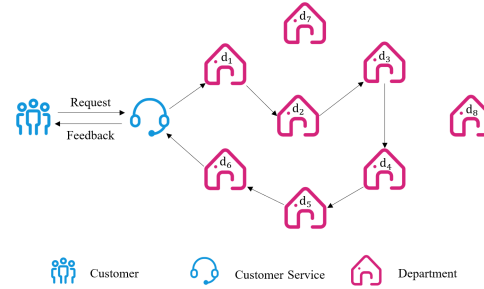 d₇
d₁
d₃
Request
d₂
d₈
Feedback
d₆
d₄
d₅
Customer
Customer Service
Department